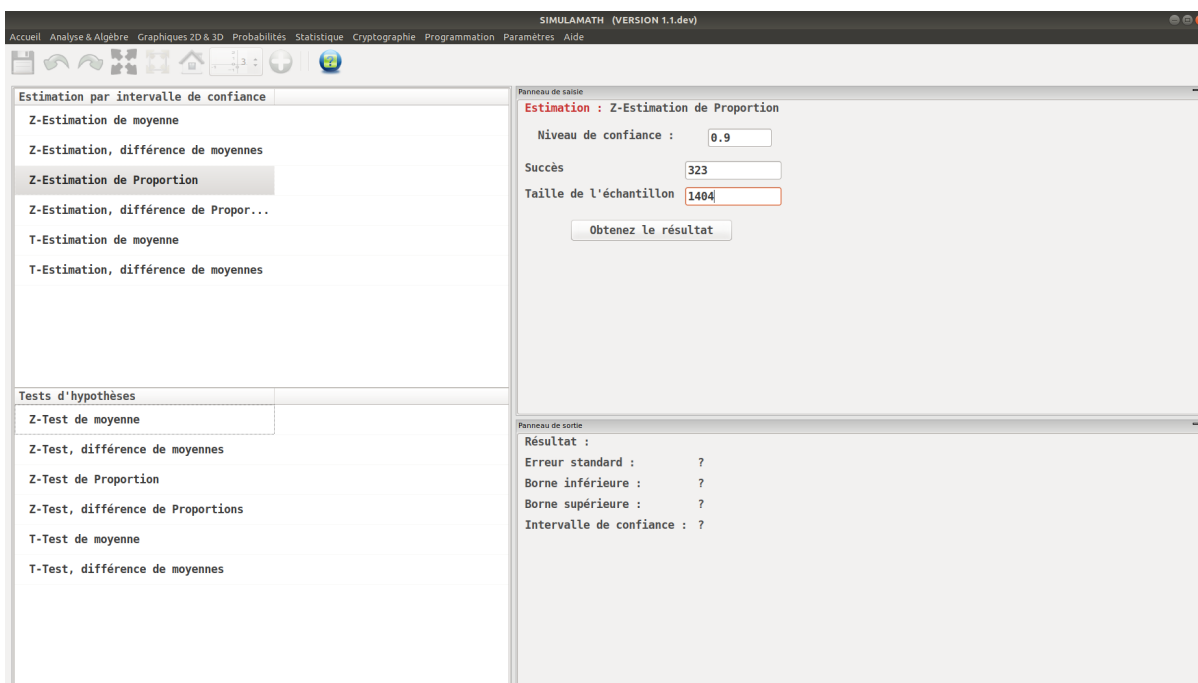 SIMULAMATH (VERSION 1.1.dev)
Accueil Analyse & Algèbre Graphiques 2D & 3D Probabilités Statistique Cryptographie Programmation Paramètres Aide
3
Estimation par intervalle de confiance
Z-Estimation de moyenne
Z-Estimation, différence de moyennes
Z-Estimation de Proportion
Z-Estimation, différence de Propor...
T-Estimation de moyenne
T-Estimation, différence de moyennes
Tests d'hypothèses
Z-Test de moyenne
Z-Test, différence de moyennes
Z-Test de Proportion
Z-Test, différence de Proportions
T-Test de moyenne
T-Test, différence de moyennes
Panneau de saisie
Estimation : Z-Estimation de Proportion
Niveau de confiance : 0.9
Succès 323
Taille de l'échantillon 1404
Obtenez le résultat
Panneau de sortie
Résultat :
Erreur standard : ?
Borne inférieure : ?
Borne supérieure : ?
Intervalle de confiance : ?